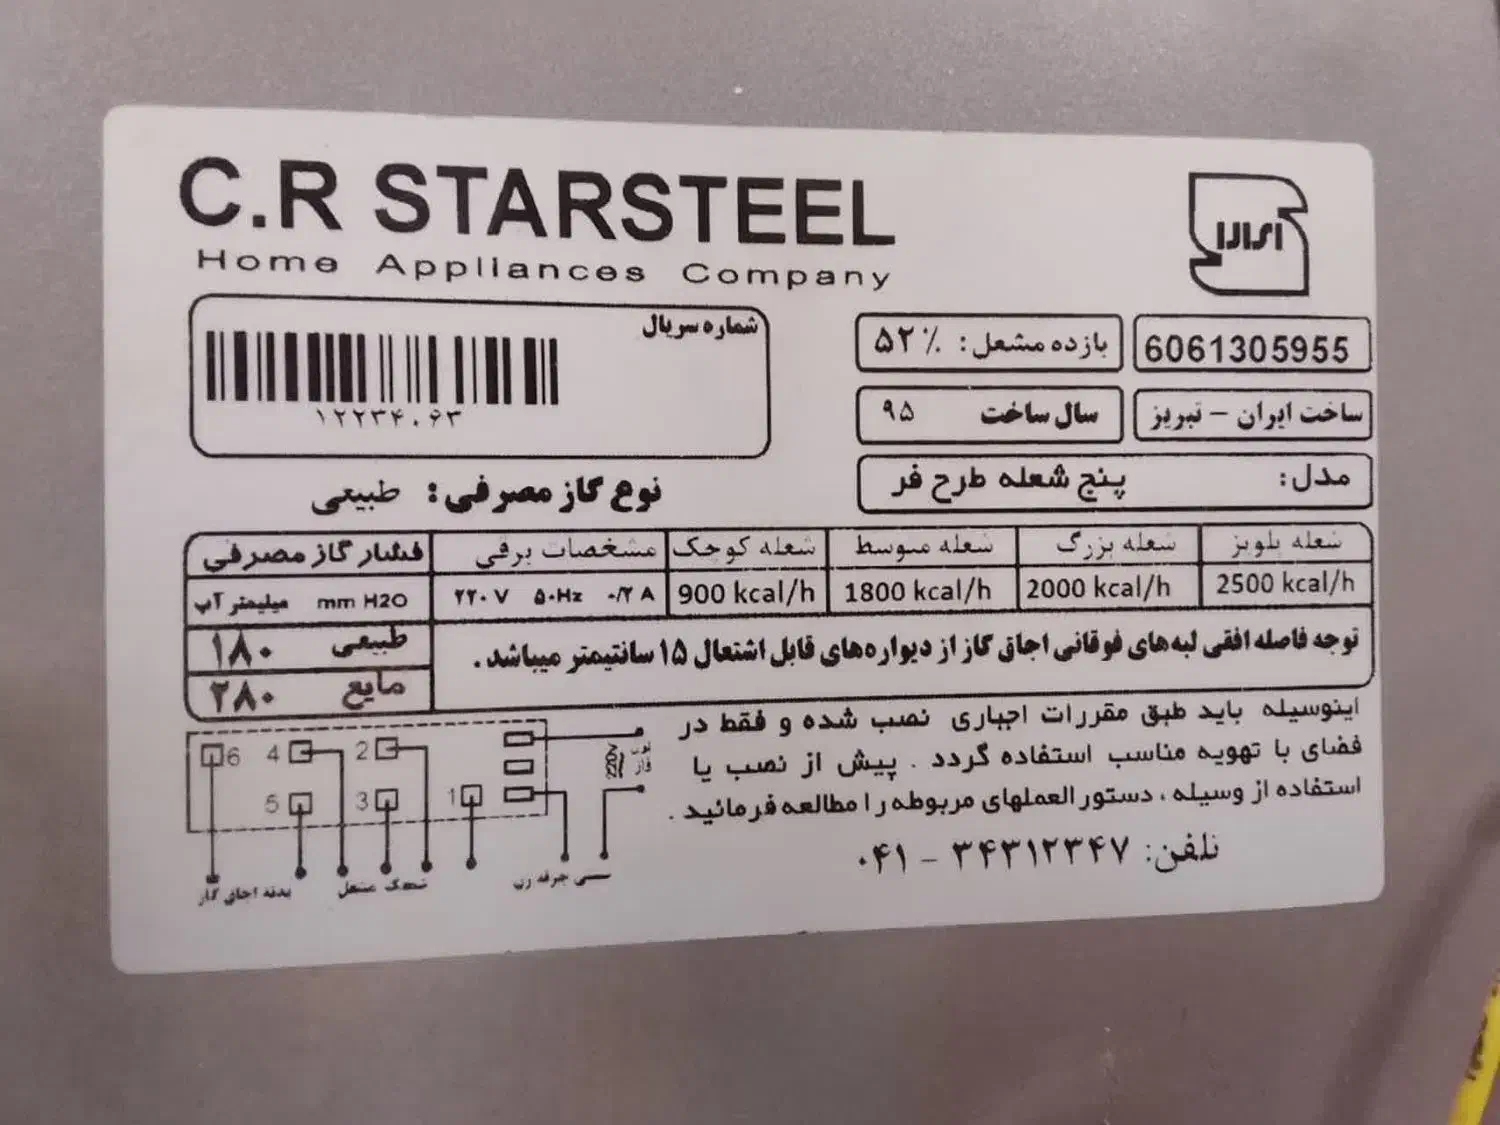 C.R STARSTEEL
Home Appliances Company
شماره سریال
۱۲۲۳۴۰۶۳
بازده مشعل: ٪ ۵۲
6061305955
سال ساخت ۹۵
ساخت ایران - تبریز
مدل: پنج شعله طرح فر
نوع گاز مصرفی: طبیعی
شعله پلوپز
شعله بزرگ
شعله متوسط
شعله کوچک
مشخصات برقی
فشار گاز مصرفی
2500 kcal/h
2000 kcal/h
1800 kcal/h
900 kcal/h
۲۲۰ V ۵۰Hz ۰/۲ A
میلیمتر آب mm H2O
طبیعی ۱۸۰
مایع ۲۸۰
توجه فاصله افقی لبه‌های فوقانی اجاق گاز از دیواره‌های قابل اشتعال ۱۵ سانتیمتر میباشد.
اینوسیله باید طبق مقررات اجباری نصب شده و فقط در
فضای با تهویه مناسب استفاده گردد . پیش از نصب یا
استفاده از وسیله ، دستور العملهای مربوطه را مطالعه فرمائید .
تلفن: ۳۴۳۱۲۳۴۷ - ۰۴۱
6 4 2
5 3 1
نول
فاز
بدنه اجاق گاز
شمعک مشعل